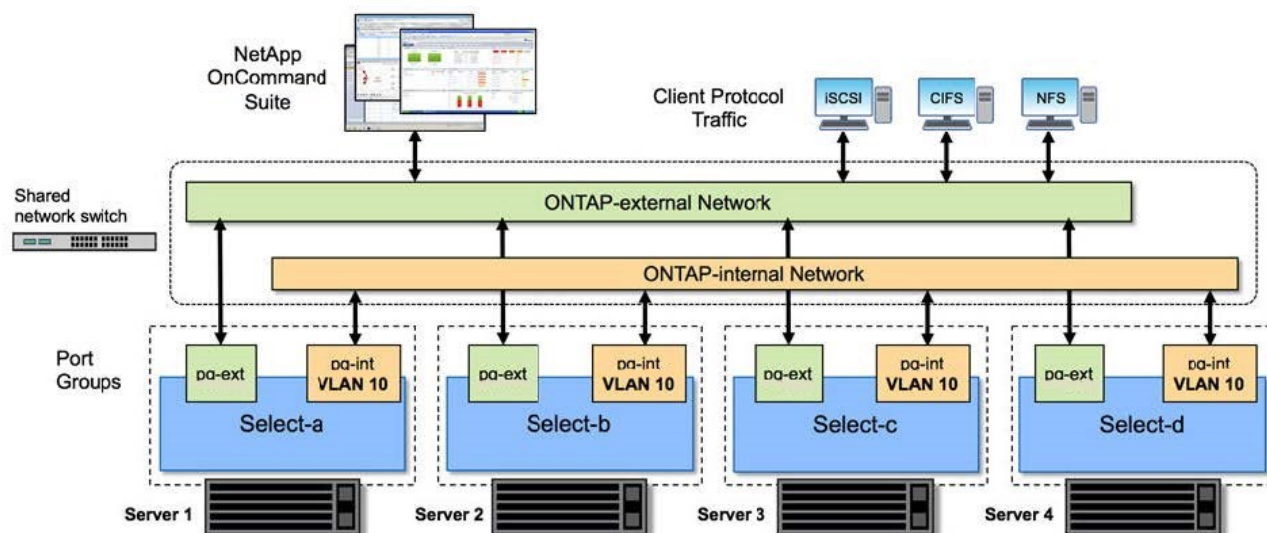 NetApp
OnCommand
Suite
Client Protocol
Traffic
iSCSI
CIFS
NFS
Shared
network switch
ONTAP-external Network
ONTAP-internal Network
Port
Groups
pg-ext
pg-int
VLAN 10
Select-a
pg-ext
pg-int
VLAN 10
Select-b
pg-ext
pg-int
VLAN 10
Select-c
pg-ext
pg-int
VLAN 10
Select-d
Server 1
Server 2
Server 3
Server 4